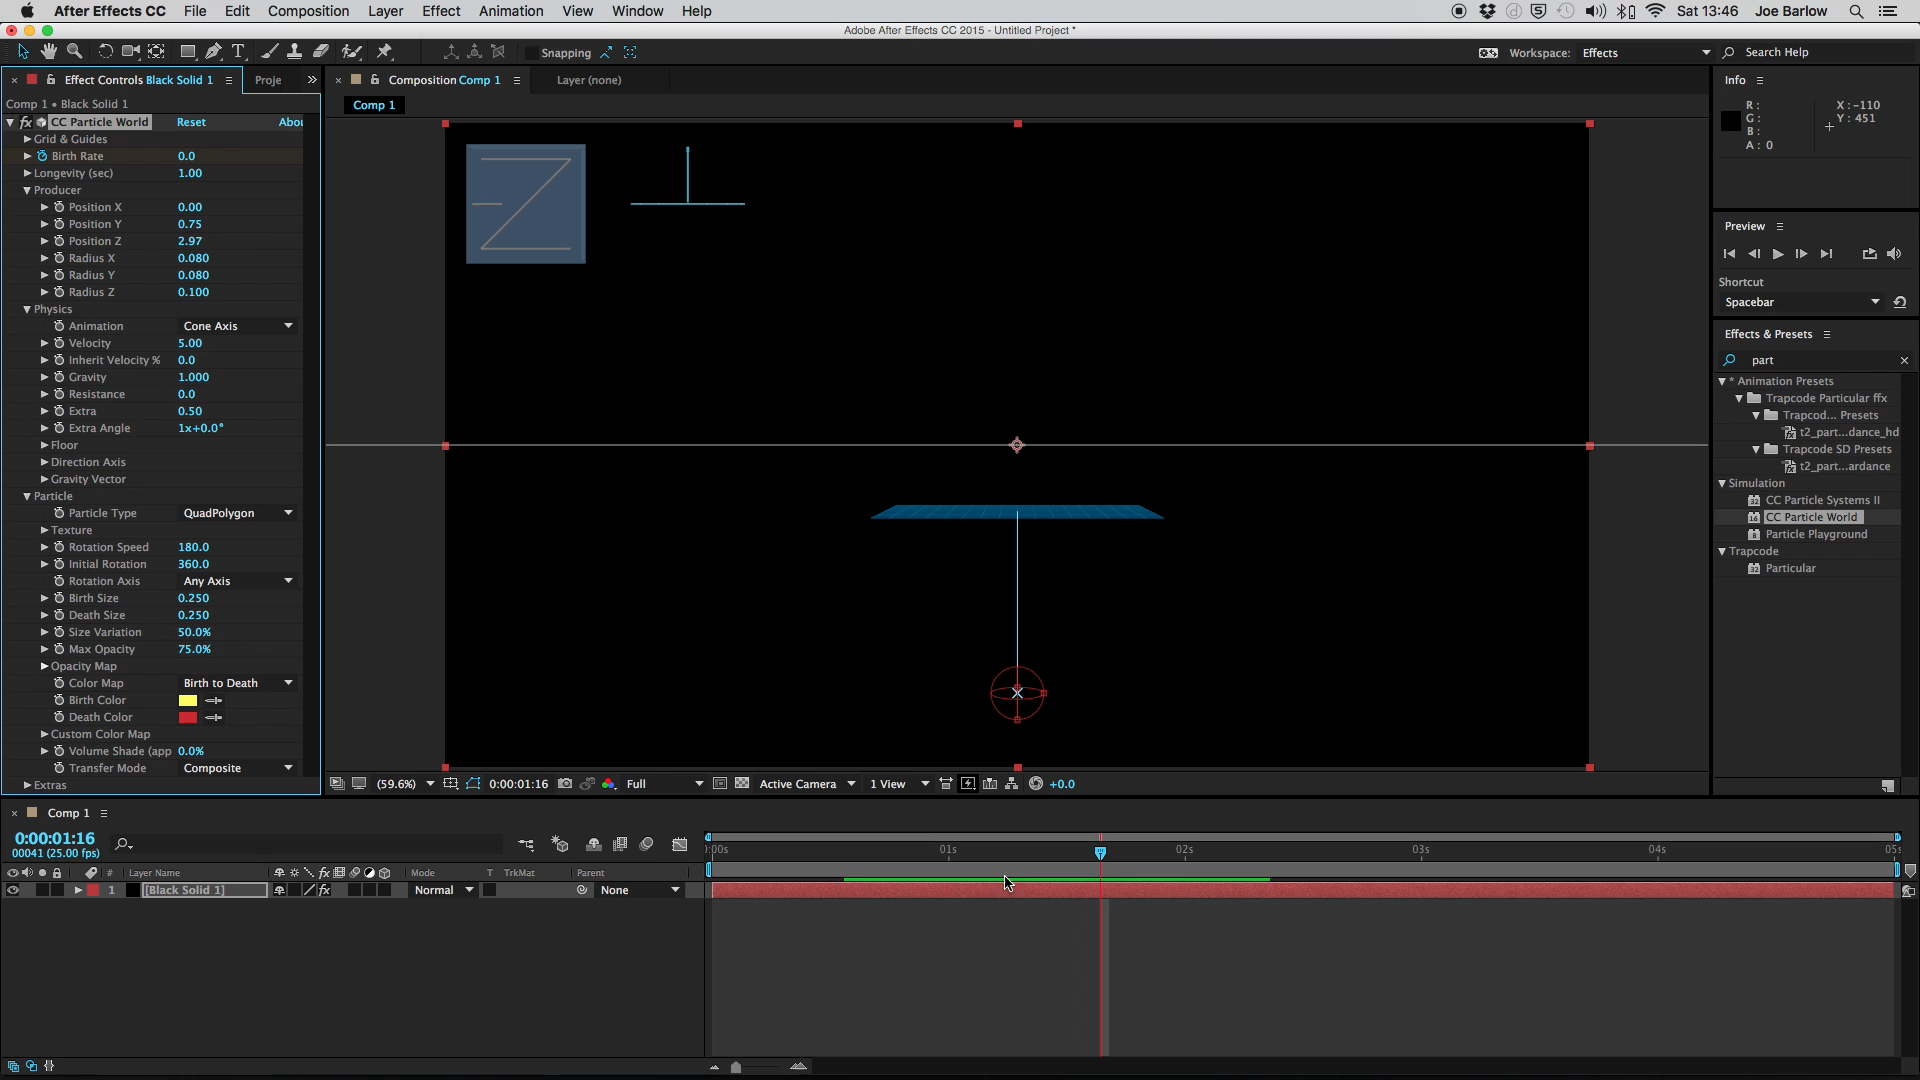 After Effects CC File Edit Composition Layer Effect Animation View Window Help Sat 13:46 Joe Barlow
Adobe After Effects CC 2015 - Untitled Project *
Snapping Workspace: Effects Search Help
Effect Controls Black Solid 1 Proje
Composition Comp 1 Layer (none)
Comp 1 • Black Solid 1
Comp 1
fx CC Particle World Reset Abou
Grid & Guides
Birth Rate 0.0
Longevity (sec) 1.00
Producer
Position X 0.00
Position Y 0.75
Position Z 2.97
Radius X 0.080
Radius Y 0.080
Radius Z 0.100
Physics
Animation Cone Axis
Velocity 5.00
Inherit Velocity % 0.0
Gravity 1.000
Resistance 0.0
Extra 0.50
Extra Angle 1x+0.0°
Floor
Direction Axis
Gravity Vector
Particle
Particle Type QuadPolygon
Texture
Rotation Speed 180.0
Initial Rotation 360.0
Rotation Axis Any Axis
Birth Size 0.250
Death Size 0.250
Size Variation 50.0%
Max Opacity 75.0%
Opacity Map
Color Map Birth to Death
Birth Color
Death Color
Custom Color Map
Volume Shade (app 0.0%
Transfer Mode Composite
Extras
(59.6%) 0:00:01:16 Full Active Camera 1 View +0.0
Info
R: X: -110
G: Y: 451
B:
A: 0
Preview
Shortcut
Spacebar
Effects & Presets
part
* Animation Presets
Trapcode Particular ffx
Trapcod... Presets
t2_part...dance_hd
Trapcode SD Presets
t2_part...ardance
Simulation
CC Particle Systems II
CC Particle World
Particle Playground
Trapcode
Particular
Comp 1
0:00:01:16
00041 (25.00 fps)
:00s 01s 02s 03s 04s 05s
# Layer Name fx Mode T TrkMat Parent
1 [Black Solid 1] fx Normal None